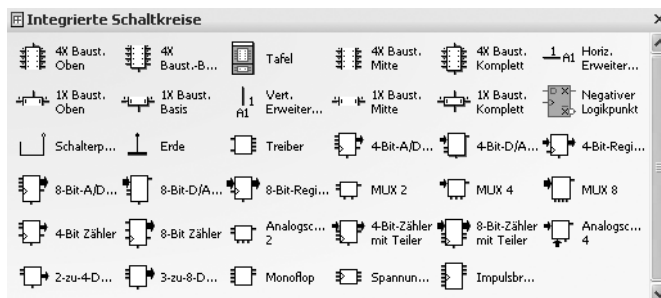 Integrierte Schaltkreise
4X Baust. Oben
4X Baust.-B...
Tafel
4X Baust. Mitte
4X Baust. Komplett
1 A1 Horiz. Erweiter...
1X Baust. Oben
1X Baust. Basis
1 A1 Vert. Erweiter...
1X Baust. Mitte
1X Baust. Komplett
D X X Negativer Logikpunkt
Schalterp...
Erde
Treiber
4-Bit-A/D...
4-Bit-D/A...
4-Bit-Regi...
8-Bit-A/D...
8-Bit-D/A...
8-Bit-Regi...
MUX 2
MUX 4
MUX 8
4-Bit Zähler
8-Bit Zähler
Analogsc... 2
4-Bit-Zähler mit Teiler
8-Bit-Zähler mit Teiler
Analogsc... 4
2-zu-4-D...
3-zu-8-D...
Monoflop
Spannun...
Impulsbr...